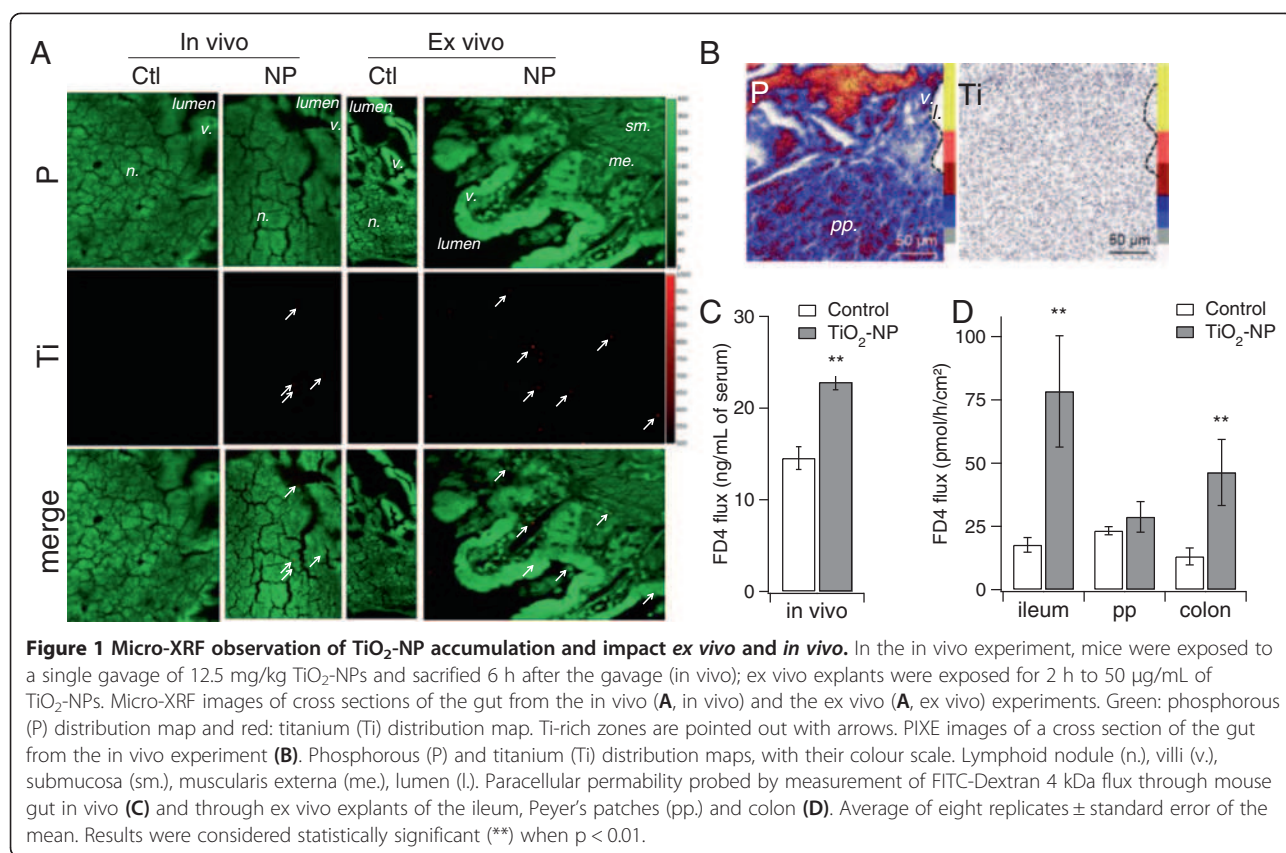 A
In vivo
Ex vivo
Ctl
NP
Ctl
NP
P
lumen
v.
n.
lumen
v.
n.
lumen
v.
n.
sm.
me.
v.
lumen
Ti
merge
B
P
v.
l.
pp.
50 µm
Ti
50 µm
C
Control
TiO2-NP
FD4 flux (ng/mL of serum)
30
20
10
0
**
in vivo
D
Control
TiO2-NP
FD4 flux (pmol/h/cm²)
100
75
50
25
0
**
**
ileum
pp
colon
Figure 1 Micro-XRF observation of TiO2-NP accumulation and impact ex vivo and in vivo. In the in vivo experiment, mice were exposed to
a single gavage of 12.5 mg/kg TiO2-NPs and sacrified 6 h after the gavage (in vivo); ex vivo explants were exposed for 2 h to 50 µg/mL of
TiO2-NPs. Micro-XRF images of cross sections of the gut from the in vivo (A, in vivo) and the ex vivo (A, ex vivo) experiments. Green: phosphorous
(P) distribution map and red: titanium (Ti) distribution map. Ti-rich zones are pointed out with arrows. PIXE images of a cross section of the gut
from the in vivo experiment (B). Phosphorous (P) and titanium (Ti) distribution maps, with their colour scale. Lymphoid nodule (n.), villi (v.),
submucosa (sm.), muscularis externa (me.), lumen (l.). Paracellular permability probed by measurement of FITC-Dextran 4 kDa flux through mouse
gut in vivo (C) and through ex vivo explants of the ileum, Peyer's patches (pp.) and colon (D). Average of eight replicates ± standard error of the
mean. Results were considered statistically significant (**) when p < 0.01.